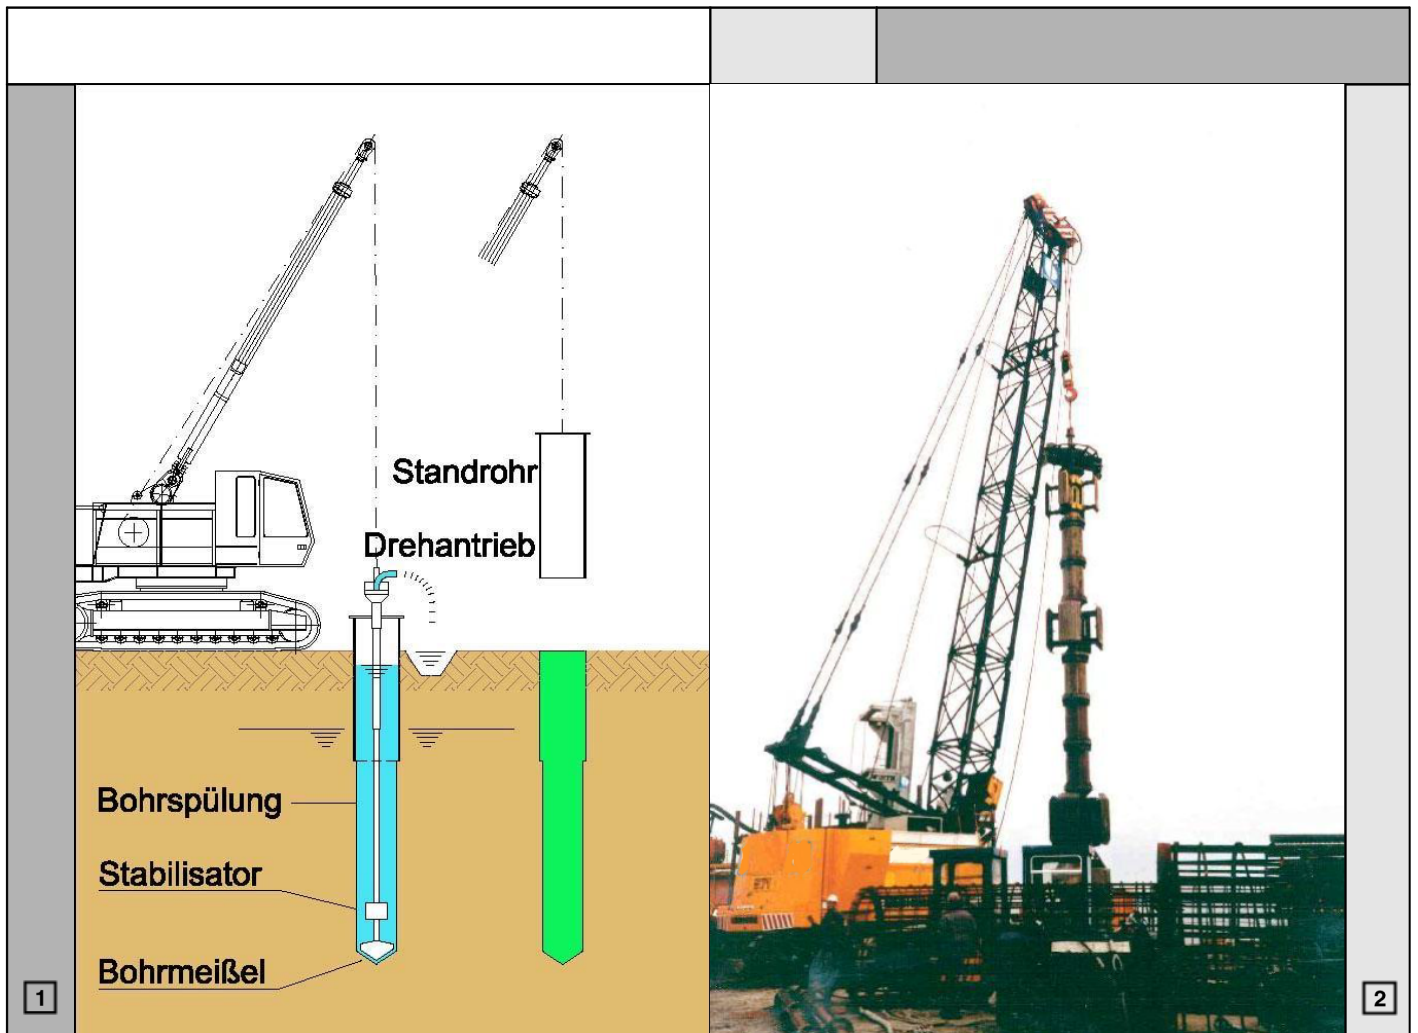 Standrohr
Drehantrieb
Bohrspülung
Stabilisator
Bohrmeißel
1
2